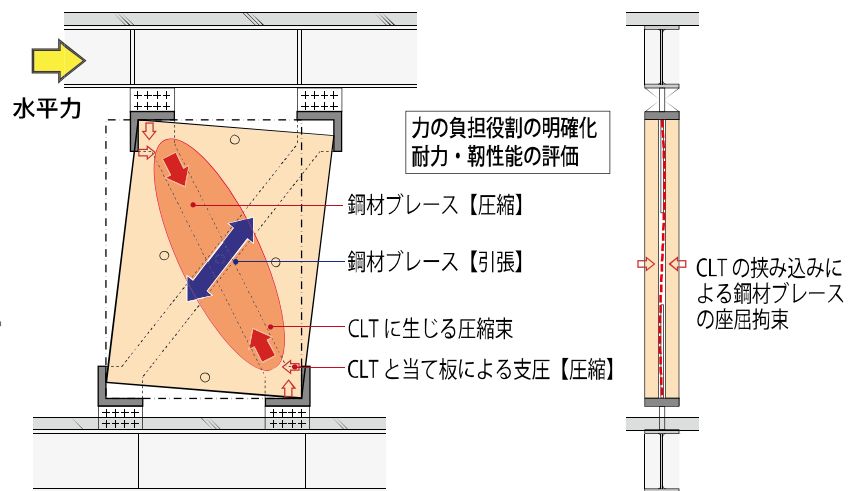 水平力
力の負担役割の明確化
耐力・靭性能の評価
鋼材ブレース【圧縮】
鋼材ブレース【引張】
CLTに生じる圧縮束
CLTと当て板による支圧【圧縮】
CLTの挟み込みに
よる鋼材ブレース
の座屈拘束